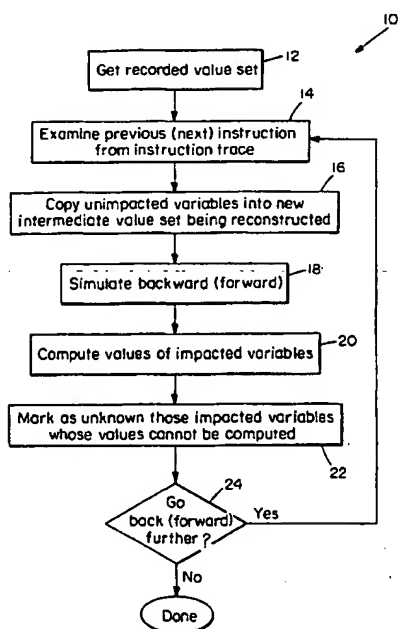 10
12
Get recorded value set
14
Examine previous (next) instruction
from instruction trace
16
Copy unimpacted variables into new
intermediate value set being reconstructed
18
Simulate backward (forward)
20
Compute values of impacted variables
Mark as unknown those impacted variables
whose values cannot be computed
22
24
Go
back (forward)
further?
Yes
No
Done